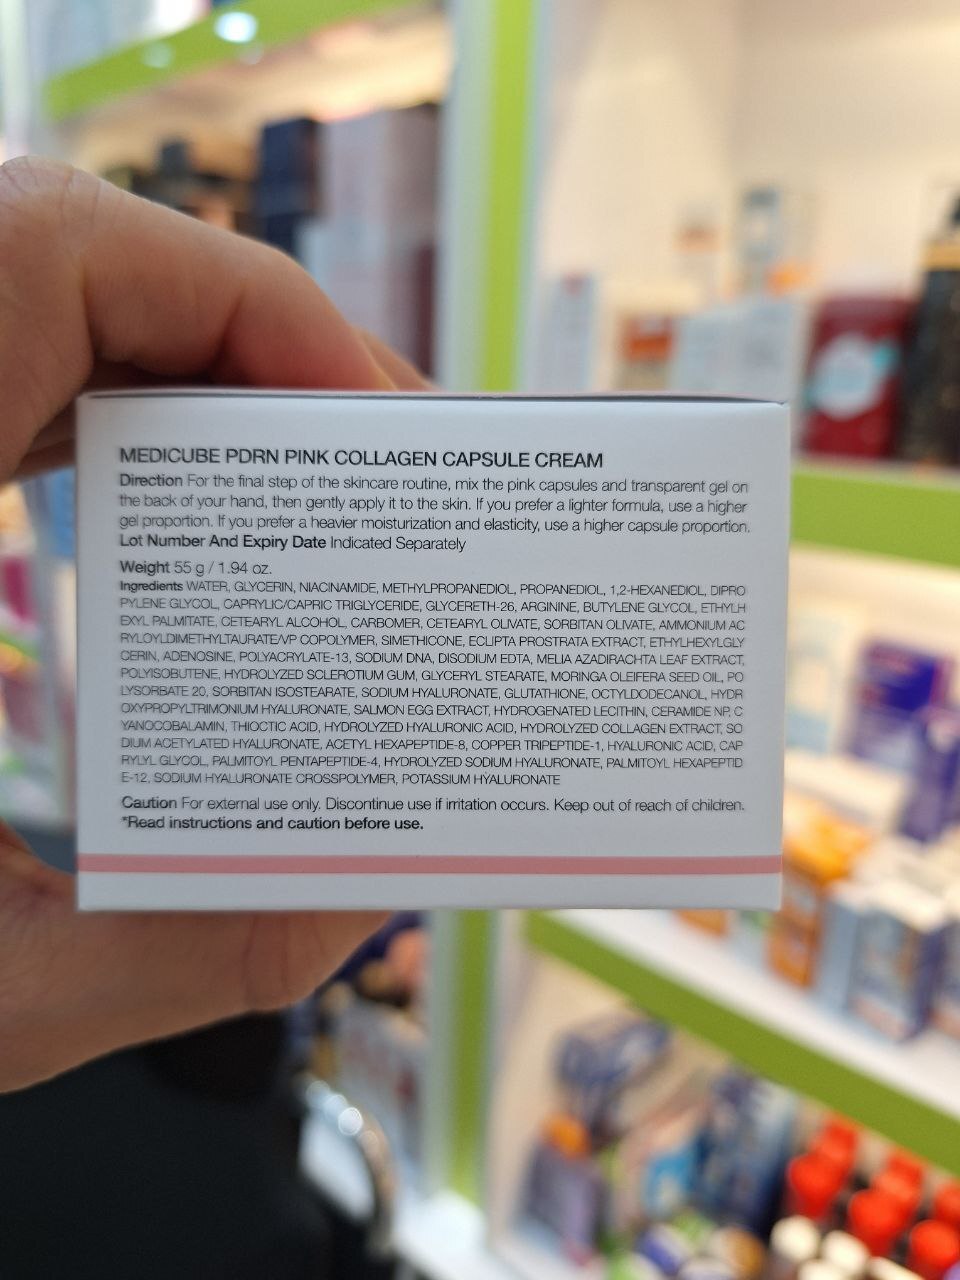 MEDICUBE PDRN PINK COLLAGEN CAPSULE CREAM
Direction For the final step of the skincare routine, mix the pink capsules and transparent gel on
the back of your hand, then gently apply it to the skin. If you prefer a lighter formula, use a higher
gel proportion. If you prefer a heavier moisturization and elasticity, use a higher capsule proportion.
Lot Number And Expiry Date Indicated Separately
Weight 55 g / 1.94 oz.
Ingredients WATER, GLYCERIN, NIACINAMIDE, METHYLPROPANEDIOL, PROPANEDIOL, 1,2-HEXANEDIOL, DIPRO
PYLENE GLYCOL, CAPRYLIC/CAPRIC TRIGLYCERIDE, GLYCERETH-26, ARGININE, BUTYLENE GLYCOL, ETHYLH
EXYL PALMITATE, CETEARYL ALCOHOL, CARBOMER, CETEARYL OLIVATE, SORBITAN OLIVATE, AMMONIUM AC
RYLOYLDIMETHYLTAURATE/VP COPOLYMER, SIMETHICONE, ECLIPTA PROSTRATA EXTRACT, ETHYLHEXYLGLY
CERIN, ADENOSINE, POLYACRYLATE-13, SODIUM DNA, DISODIUM EDTA, MELIA AZADIRACHTA LEAF EXTRACT,
POLYISOBUTENE, HYDROLYZED SCLEROTIUM GUM, GLYCERYL STEARATE, MORINGA OLEIFERA SEED OIL, PO
LYSORBATE 20, SORBITAN ISOSTEARATE, SODIUM HYALURONATE, GLUTATHIONE, OCTYLDODECANOL, HYDR
OXYPROPYLTRIMONIUM HYALURONATE, SALMON EGG EXTRACT, HYDROGENATED LECITHIN, CERAMIDE NP, C
YANOCOBALAMIN, THIOCTIC ACID, HYDROLYZED HYALURONIC ACID, HYDROLYZED COLLAGEN EXTRACT, SO
DIUM ACETYLATED HYALURONATE, ACETYL HEXAPEPTIDE-8, COPPER TRIPEPTIDE-1, HYALURONIC ACID, CAP
RYLYL GLYCOL, PALMITOYL PENTAPEPTIDE-4, HYDROLYZED SODIUM HYALURONATE, PALMITOYL HEXAPEPTID
E-12, SODIUM HYALURONATE CROSSPOLYMER, POTASSIUM HYALURONATE
Caution For external use only. Discontinue use if irritation occurs. Keep out of reach of children.
*Read instructions and caution before use.